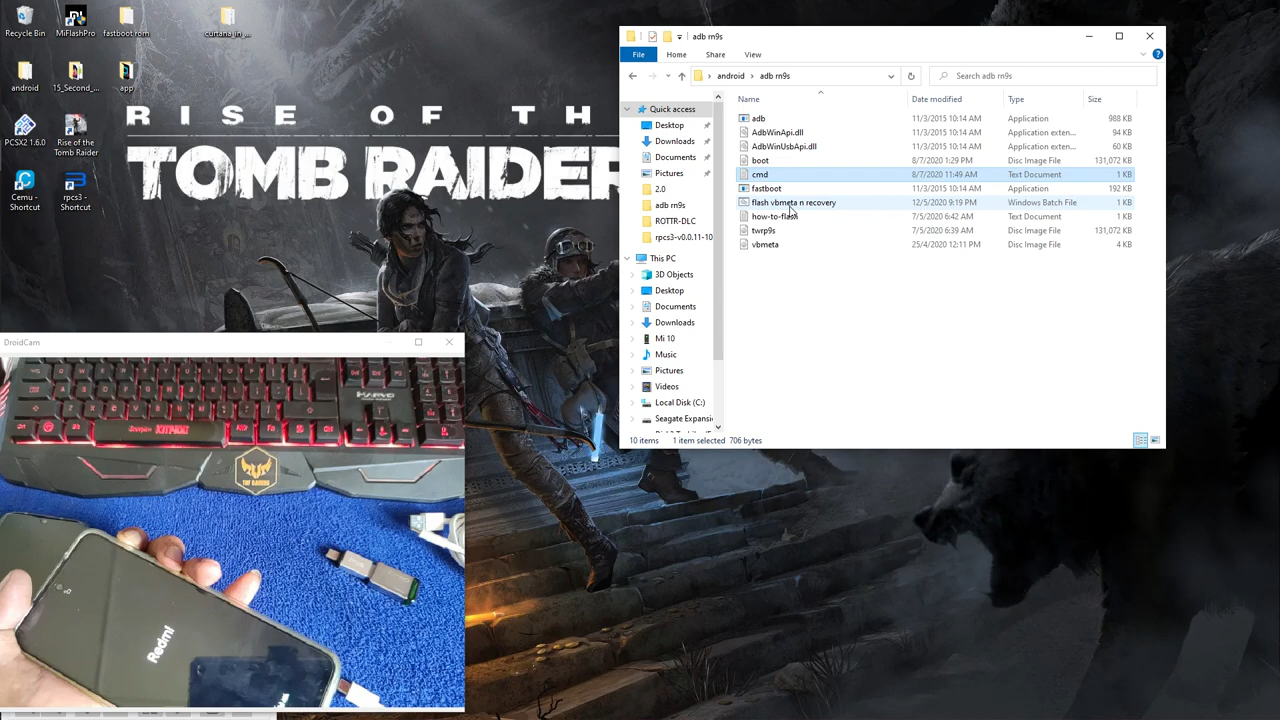 Recycle Bin
MiFlashPro
fastboot rom
curtana_in_...
android
15_Second_...
app
PCSX2 1.6.0
Rise of the
Tomb Raider
Cemu -
Shortcut
rpcs3 -
Shortcut
RISE OF TH
TOMB RAIDER
adb rn9s
File
Home
Share
View
android
adb rn9s
Search adb rn9s
Quick access
Desktop
Downloads
Documents
Pictures
2.0
adb rn9s
ROTTR-DLC
rpcs3-v0.0.11-10
This PC
3D Objects
Desktop
Documents
Downloads
Mi 10
Music
Pictures
Videos
Local Disk (C:)
Seagate Expansi
Name Date modified Type Size
adb 11/3/2015 10:14 AM Application 988 KB
AdbWinApi.dll 11/3/2015 10:14 AM Application exten... 94 KB
AdbWinUsbApi.dll 11/3/2015 10:14 AM Application exten... 60 KB
boot 8/7/2020 1:29 PM Disc Image File 131,072 KB
cmd 8/7/2020 11:49 AM Text Document 1 KB
fastboot 11/3/2015 10:14 AM Application 192 KB
flash vbmeta n recovery 12/5/2020 9:19 PM Windows Batch File 1 KB
how-to-flash 7/5/2020 6:42 AM Text Document 1 KB
twrp9s 7/5/2020 6:39 AM Disc Image File 131,072 KB
vbmeta 25/4/2020 12:11 PM Disc Image File 4 KB
10 items 1 item selected 706 bytes
DroidCam
MARVO
Scorpion
THF GAMING
Redmi